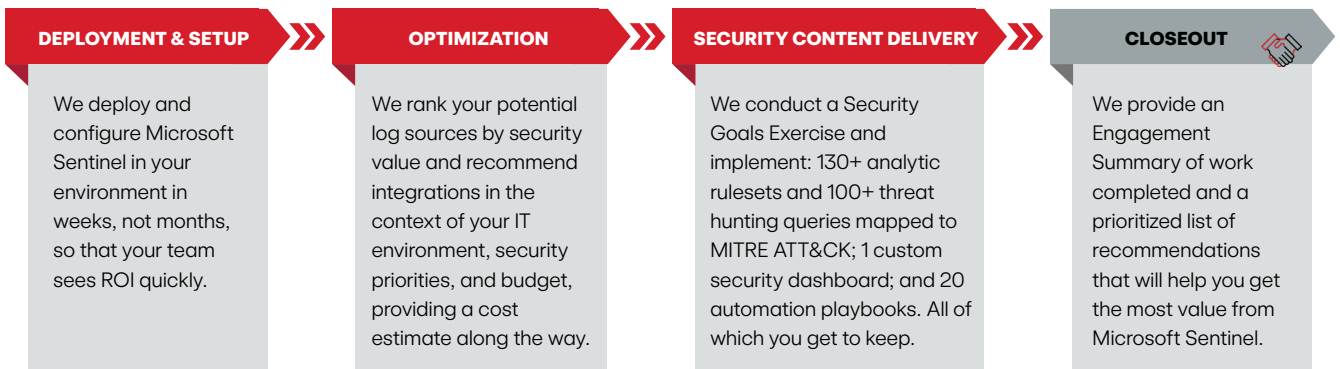 DEPLOYMENT & SETUP
We deploy and
configure Microsoft
Sentinel in your
environment in
weeks, not months,
so that your team
sees ROI quickly.
OPTIMIZATION
We rank your potential
log sources by security
value and recommend
integrations in the
context of your IT
environment, security
priorities, and budget,
providing a cost
estimate along the way.
SECURITY CONTENT DELIVERY
We conduct a Security
Goals Exercise and
implement: 130+ analytic
rulesets and 100+ threat
hunting queries mapped to
MITRE ATT&CK; 1 custom
security dashboard; and 20
automation playbooks. All of
which you get to keep.
CLOSEOUT
We provide an
Engagement
Summary of work
completed and a
prioritized list of
recommendations
that will help you get
the most value from
Microsoft Sentinel.